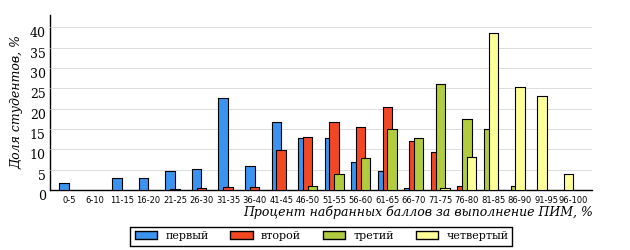 Доля студентов, %
40
35
30
25
20
15
10
5
0
0-5 6-10 11-15 16-20 21-25 26-30 31-35 36-40 41-45 46-50 51-55 56-60 61-65 66-70 71-75 76-80 81-85 86-90 91-95 96-100
Процент набранных баллов за выполнение ПИМ, %
первый второй третий четвертый